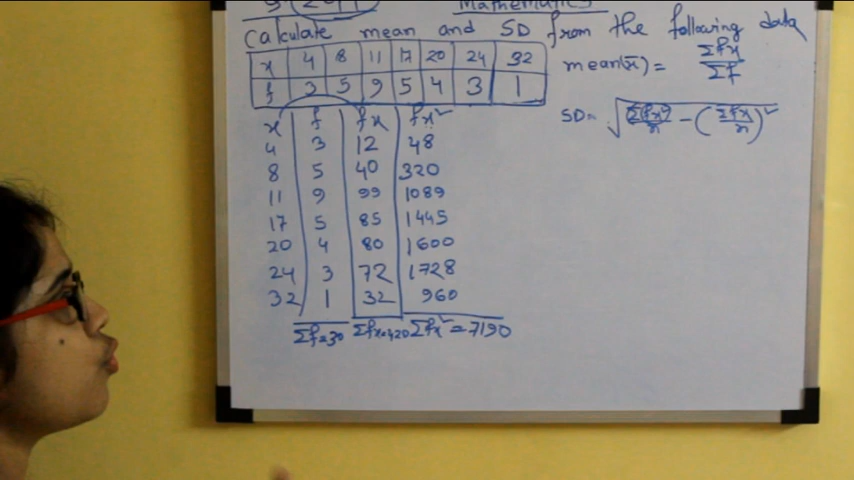 Mathematics
Calculate mean and SD from the following data
x 4 8 11 17 20 24 32
f 3 5 9 5 4 3 1
mean(x̄) = Σfx / Σf
SD = √(Σfx² / n − (Σfx / n)²)
x f fx fx²
4 3 12 48
8 5 40 320
11 9 99 1089
17 5 85 1445
20 4 80 1600
24 3 72 1728
32 1 32 960
Σf=30 Σfx=420 Σfx² = 7190